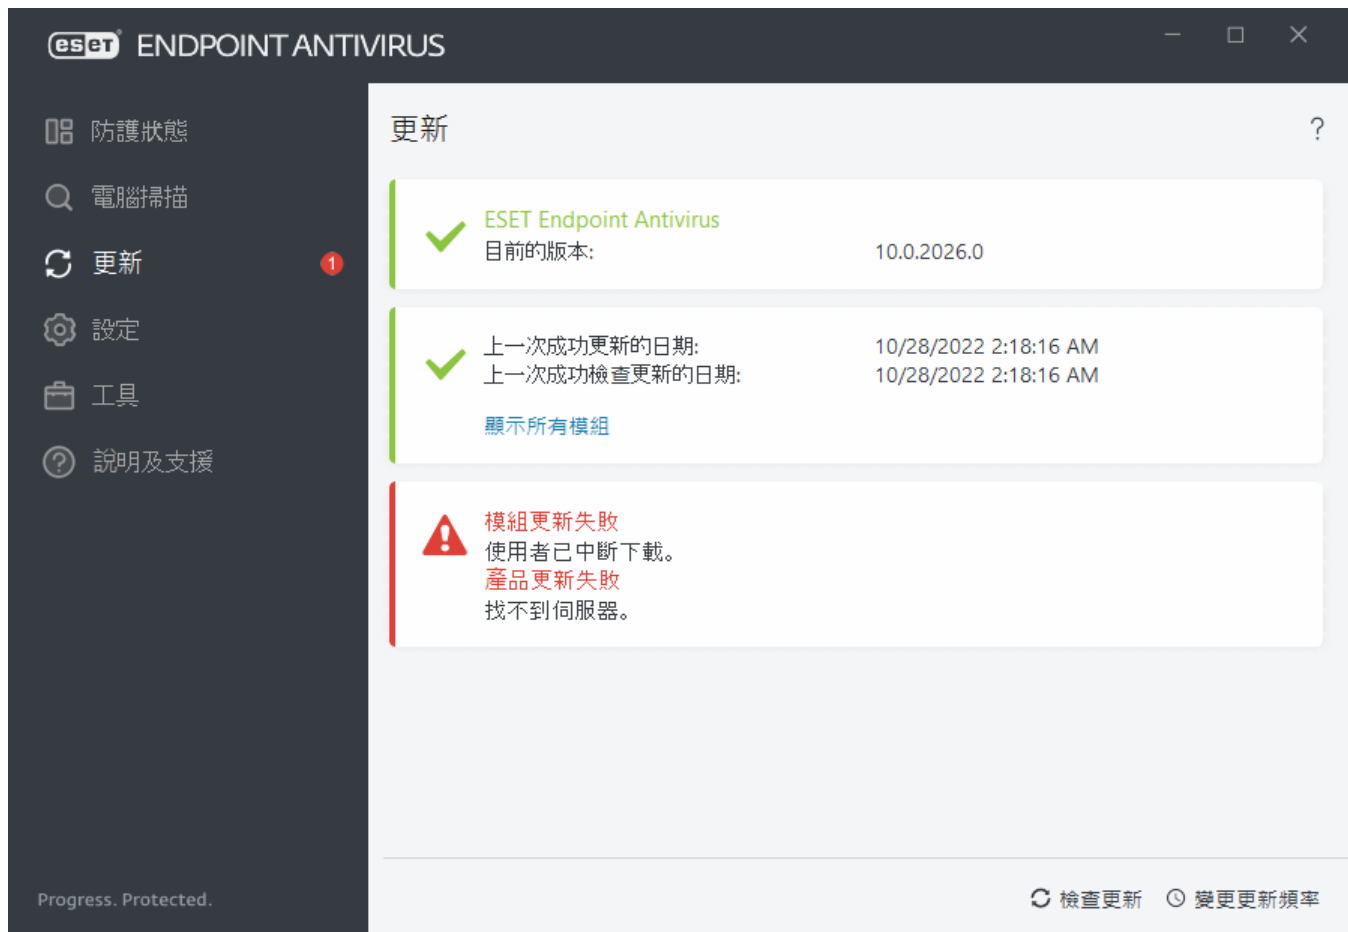 eset ENDPOINT ANTIVIRUS
防護狀態
電腦掃描
更新
1
設定
工具
說明及支援
Progress. Protected.
更新
?
ESET Endpoint Antivirus
目前的版本: 10.0.2026.0
上一次成功更新的日期: 10/28/2022 2:18:16 AM
上一次成功檢查更新的日期: 10/28/2022 2:18:16 AM
顯示所有模組
模組更新失敗
使用者已中斷下載。
產品更新失敗
找不到伺服器。
檢查更新 變更更新頻率